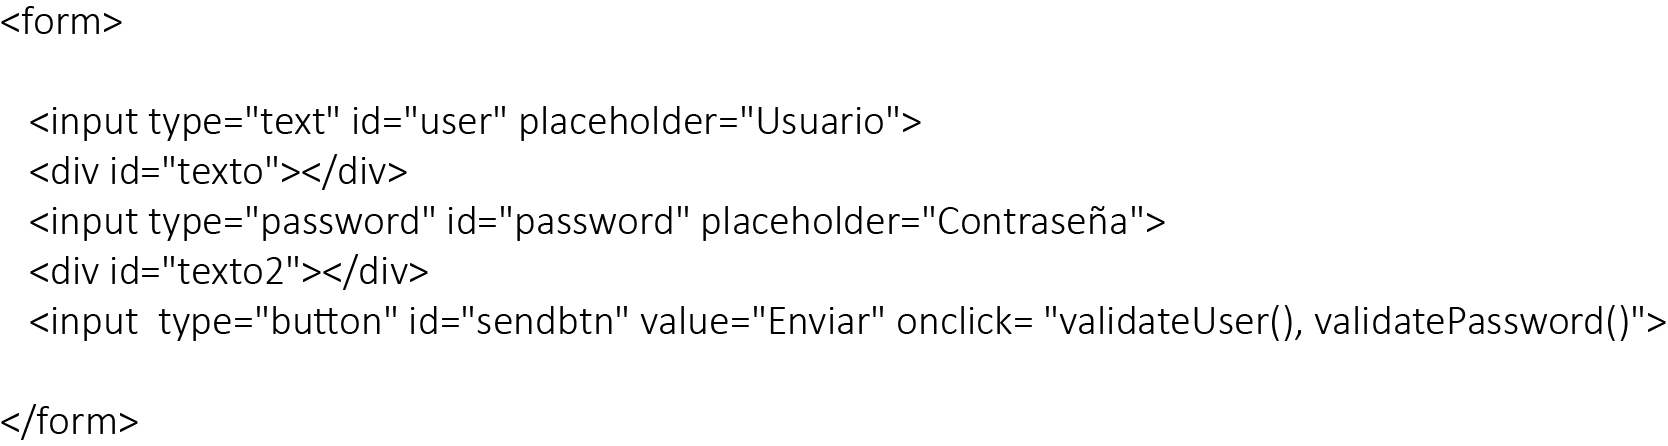 <form>
<input type="text" id="user" placeholder="Usuario">
<div id="texto"></div>
<input type="password" id="password" placeholder="Contraseña">
<div id="texto2"></div>
<input  type="button" id="sendbtn" value="Enviar" onclick= "validateUser(), validatePassword()">
</form>